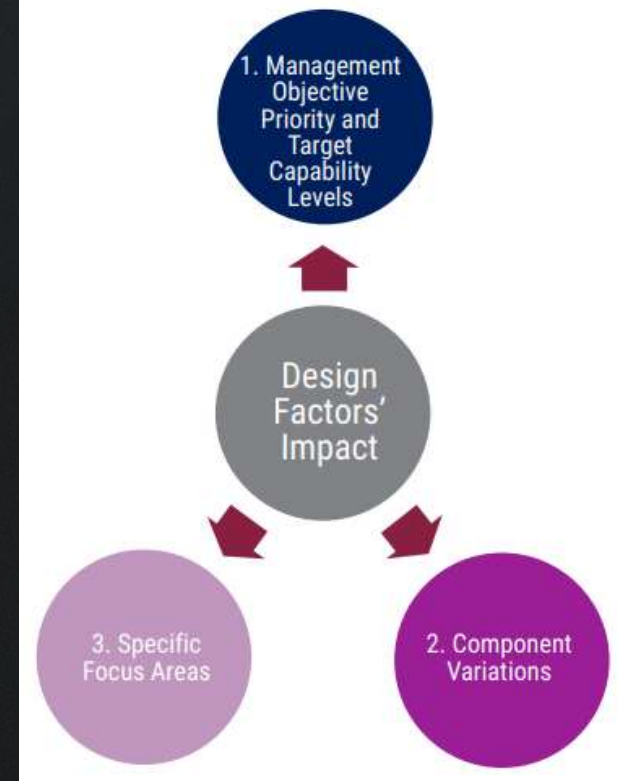 1. Management
Objective
Priority and
Target
Capability
Levels
Design
Factors’
Impact
3. Specific
Focus Areas
2. Component
Variations